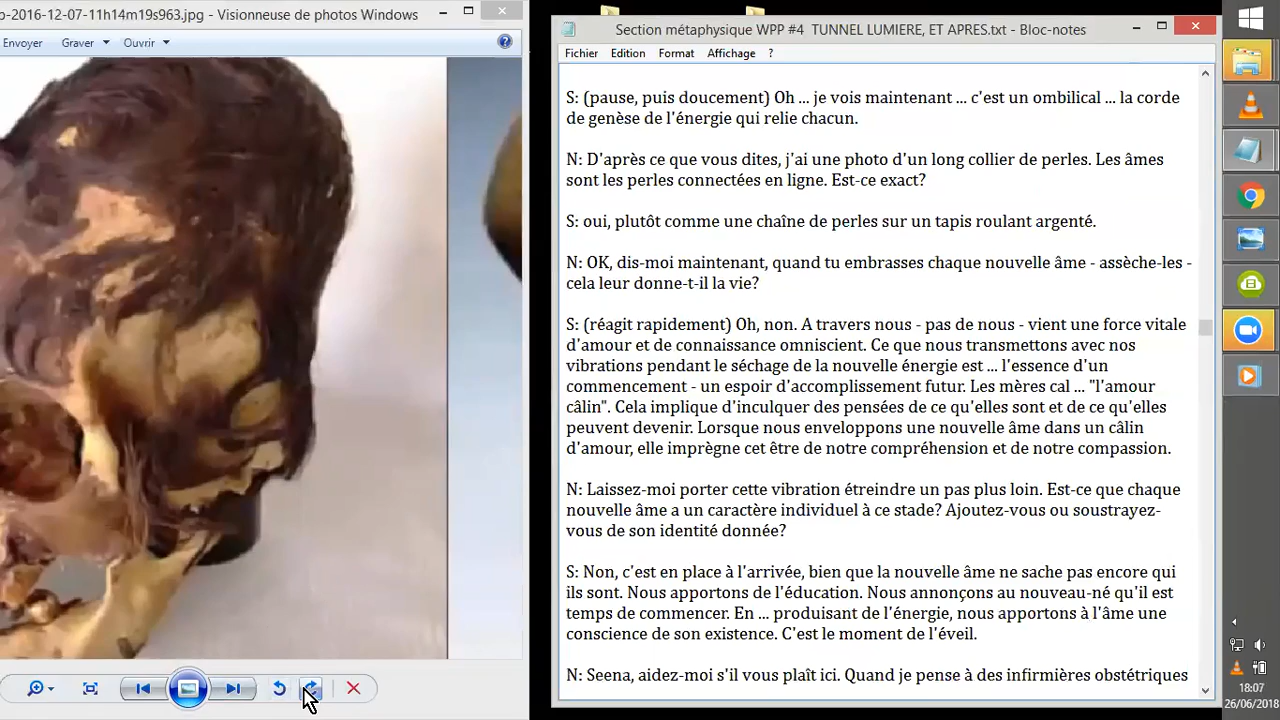 -2016_12_07-11h14m19s963.jpg - Visionneuse de photos Windows
Envoyer Graver Ouvrir
Section métaphysique WPP #4 TUNNEL LUMIERE, ET APRES.txt - Bloc-notes
Fichier Edition Format Affichage ?
S: (pause, puis doucement) Oh ... je vois maintenant ... c'est un ombilical ... la corde
de genèse de l'énergie qui relie chacun.
N: D'après ce que vous dites, j'ai une photo d'un long collier de perles. Les âmes
sont les perles connectées en ligne. Est-ce exact?
S: oui, plutôt comme une chaîne de perles sur un tapis roulant argenté.
N: OK, dis-moi maintenant, quand tu embrasses chaque nouvelle âme - assèche-les -
cela leur donne-t-il la vie?
S: (réagit rapidement) Oh, non. A travers nous - pas de nous - vient une force vitale
d'amour et de connaissance omniscient. Ce que nous transmettons avec nos
vibrations pendant le séchage de la nouvelle énergie est ... l'essence d'un
commencement - un espoir d'accomplissement futur. Les mères cal ... "l'amour
câlin". Cela implique d'inculquer des pensées de ce qu'elles sont et de ce qu'elles
peuvent devenir. Lorsque nous enveloppons une nouvelle âme dans un câlin
d'amour, elle imprègne cet être de notre compréhension et de notre compassion.
N: Laissez-moi porter cette vibration étreindre un pas plus loin. Est-ce que chaque
nouvelle âme a un caractère individuel à ce stade? Ajoutez-vous ou soustrayez-
vous de son identité donnée?
S: Non, c'est en place à l'arrivée, bien que la nouvelle âme ne sache pas encore qui
ils sont. Nous apportons de l'éducation. Nous annonçons au nouveau-né qu'il est
temps de commencer. En ... produisant de l'énergie, nous apportons à l'âme une
conscience de son existence. C'est le moment de l'éveil.
N: Seena, aidez-moi s'il vous plaît ici. Quand je pense à des infirmières obstétriques
18:07
26/06/2018